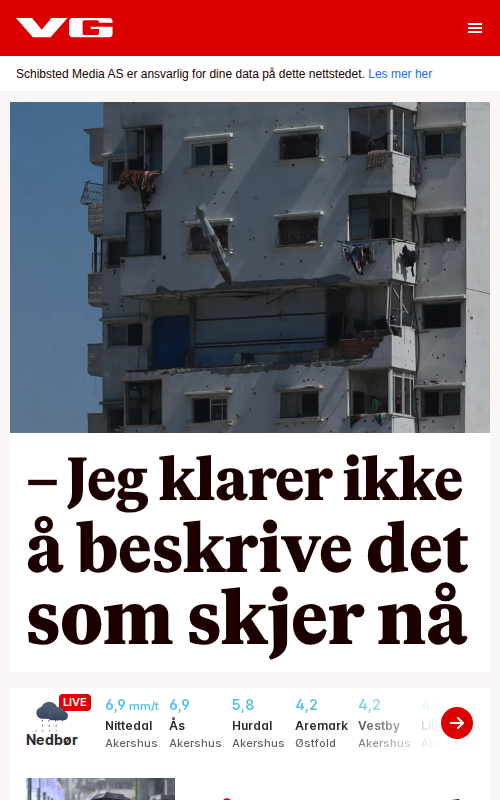 VG
Schibsted Media AS er ansvarlig for dine data på dette nettstedet. Les mer her
– Jeg klarer ikke
å beskrive det
som skjer nå
LIVE
Nedbør
6,9 mm/t
Nittedal
Akershus
6,9
Ås
Akershus
5,8
Hurdal
Akershus
4,2
Aremark
Østfold
4,2
Vestby
Akershus